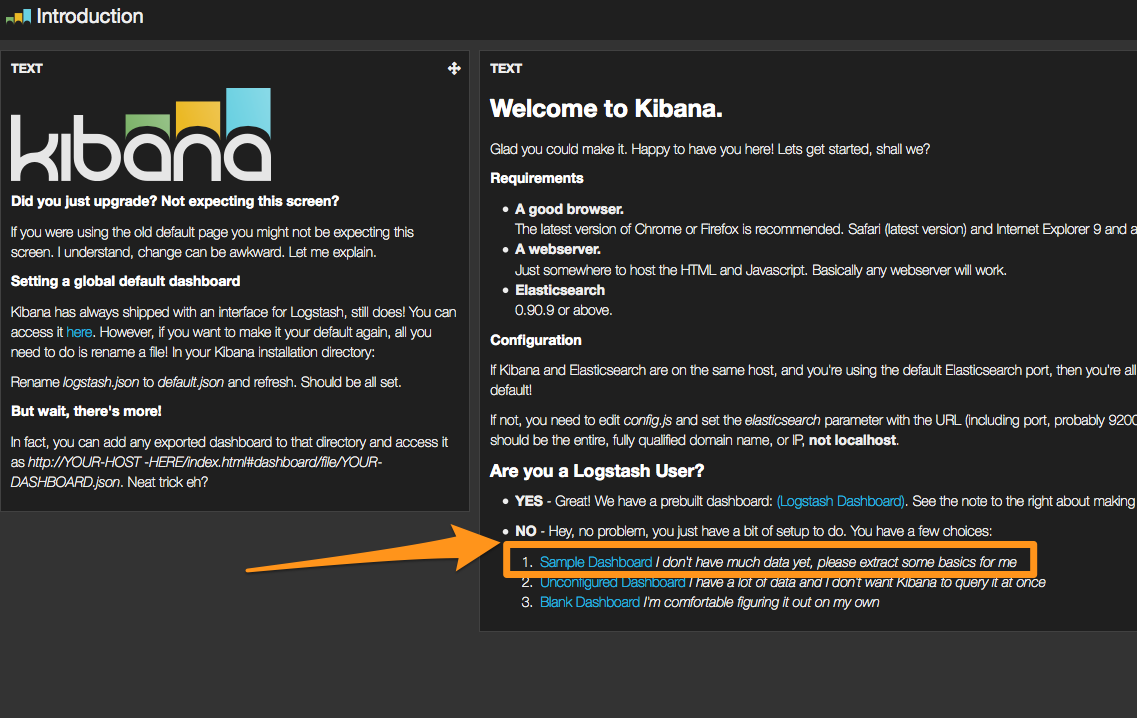 Introduction
TEXT
kibana
Did you just upgrade? Not expecting this screen?
If you were using the old default page you might not be expecting this
screen. I understand, change can be awkward. Let me explain.
Setting a global default dashboard
Kibana has always shipped with an interface for Logstash, still does! You can
access it here. However, if you want to make it your default again, all you
need to do is rename a file! In your Kibana installation directory:
Rename logstash.json to default.json and refresh. Should be all set.
But wait, there's more!
In fact, you can add any exported dashboard to that directory and access it
as http://YOUR-HOST -HERE/index.html#dashboard/file/YOUR-
DASHBOARD.json. Neat trick eh?
TEXT
Welcome to Kibana.
Glad you could make it. Happy to have you here! Lets get started, shall we?
Requirements
• A good browser.
The latest version of Chrome or Firefox is recommended. Safari (latest version) and Internet Explorer 9 and a
• A webserver.
Just somewhere to host the HTML and Javascript. Basically any webserver will work.
• Elasticsearch
0.90.9 or above.
Configuration
If Kibana and Elasticsearch are on the same host, and you're using the default Elasticsearch port, then you're all
default!
If not, you need to edit config.js and set the elasticsearch parameter with the URL (including port, probably 9200
should be the entire, fully qualified domain name, or IP, not localhost.
Are you a Logstash User?
• YES - Great! We have a prebuilt dashboard: (Logstash Dashboard). See the note to the right about making
• NO - Hey, no problem, you just have a bit of setup to do. You have a few choices:
1. Sample Dashboard I don't have much data yet, please extract some basics for me
2. Unconfigured Dashboard I have a lot of data and I don't want Kibana to query it at once
3. Blank Dashboard I'm comfortable figuring it out on my own